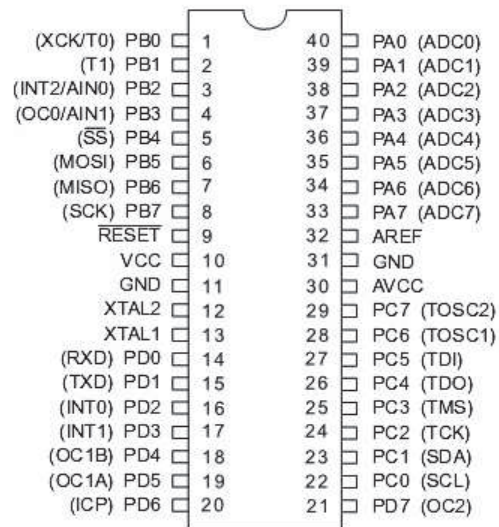 (XCK/T0) PB0 1 40 PA0 (ADC0)
(T1) PB1 2 39 PA1 (ADC1)
(INT2/AIN0) PB2 3 38 PA2 (ADC2)
(OC0/AIN1) PB3 4 37 PA3 (ADC3)
(S̅S̅) PB4 5 36 PA4 (ADC4)
(MOSI) PB5 6 35 PA5 (ADC5)
(MISO) PB6 7 34 PA6 (ADC6)
(SCK) PB7 8 33 PA7 (ADC7)
R̅E̅S̅E̅T̅ 9 32 AREF
VCC 10 31 GND
GND 11 30 AVCC
XTAL2 12 29 PC7 (TOSC2)
XTAL1 13 28 PC6 (TOSC1)
(RXD) PD0 14 27 PC5 (TDI)
(TXD) PD1 15 26 PC4 (TDO)
(INT0) PD2 16 25 PC3 (TMS)
(INT1) PD3 17 24 PC2 (TCK)
(OC1B) PD4 18 23 PC1 (SDA)
(OC1A) PD5 19 22 PC0 (SCL)
(ICP) PD6 20 21 PD7 (OC2)